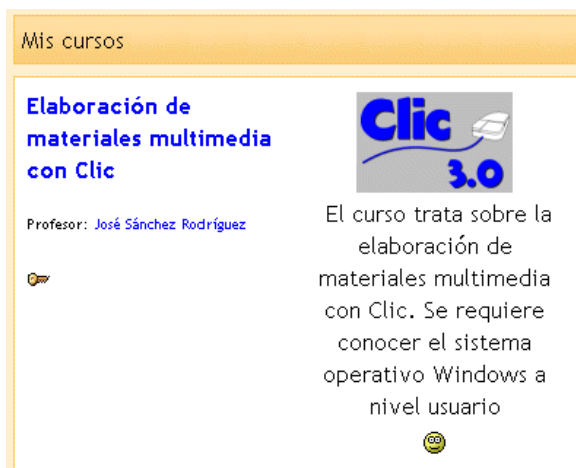 Mis cursos
Elaboración de
materiales multimedia
con Clic
Profesor: José Sánchez Rodríguez
Clic
3.0
El curso trata sobre la
elaboración de
materiales multimedia
con Clic. Se requiere
conocer el sistema
operativo Windows a
nivel usuario